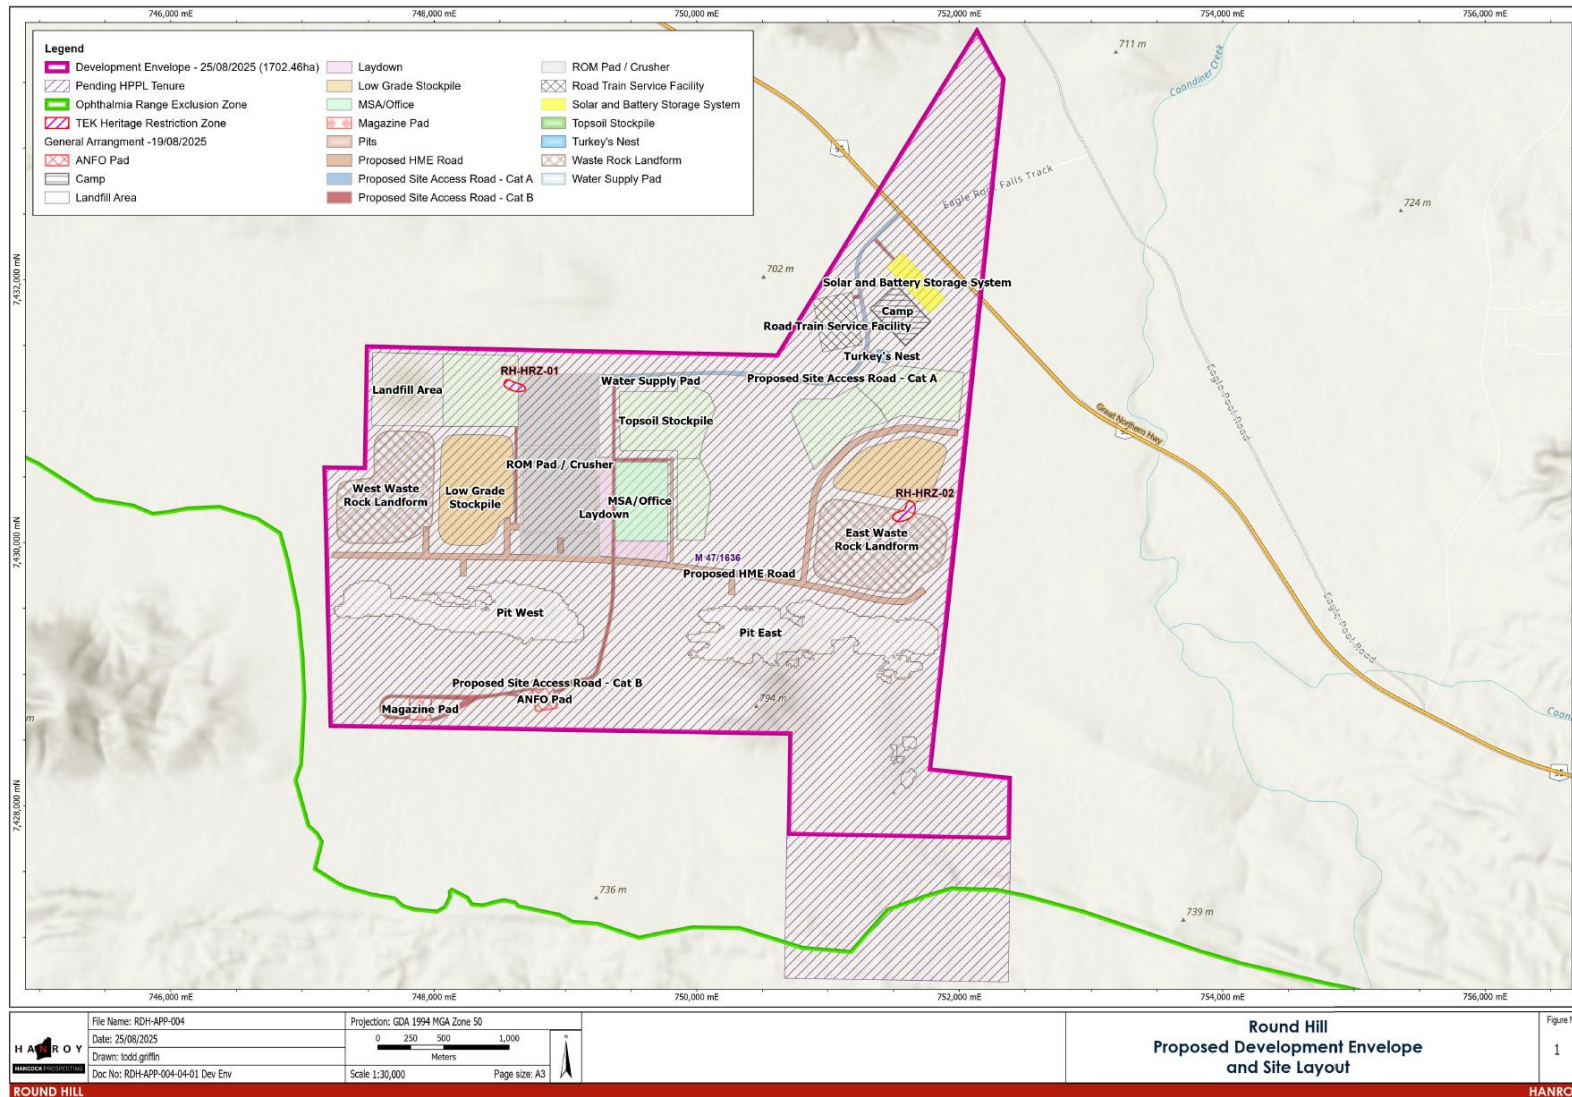 746,000 mE
748,000 mE
750,000 mE
752,000 mE
754,000 mE
756,000 mE
Legend
Development Envelope - 25/08/2025 (1702.46ha)
Pending HPPL Tenure
Ophthalmia Range Exclusion Zone
TEK Heritage Restriction Zone
General Arrangment -19/08/2025
ANFO Pad
Camp
Landfill Area
Laydown
Low Grade Stockpile
MSA/Office
Magazine Pad
Pits
Proposed HME Road
Proposed Site Access Road - Cat A
Proposed Site Access Road - Cat B
ROM Pad / Crusher
Road Train Service Facility
Solar and Battery Storage System
Topsoil Stockpile
Turkey's Nest
Waste Rock Landform
Water Supply Pad
711 m
Coondiner Creek
95
Eagle Rock Falls Track
724 m
702 m
7,432,000 mN
Solar and Battery Storage System
Camp
Road Train Service Facility
Turkey's Nest
RH-HRZ-01
Water Supply Pad
Proposed Site Access Road - Cat A
Landfill Area
Eagle-Pool-Road
Great Northern Hwy
Topsoil Stockpile
ROM Pad / Crusher
West Waste
Rock Landform
Low Grade
Stockpile
MSA/Office
Laydown
RH-HRZ-02
East Waste
Rock Landform
7,430,000 mN
M 47/1636
Proposed HME Road
Pit West
Pit East
Eagle-Pool-Road
Proposed Site Access Road - Cat B
ANFO Pad
Magazine Pad
794 m
m
95
7,428,000 mN
736 m
739 m
746,000 mE
748,000 mE
750,000 mE
752,000 mE
754,000 mE
756,000 mE
HANROY
HANCOCK PROSPECTING
File Name: RDH-APP-004
Date: 25/08/2025
Drawn: todd.griffin
Doc No: RDH-APP-004-04-01 Dev Env
Projection: GDA 1994 MGA Zone 50
0 250 500 1,000
Meters
Scale 1:30,000
Page size: A3
N
Round Hill
Proposed Development Envelope
and Site Layout
Figure
1
ROUND HILL
HANRO